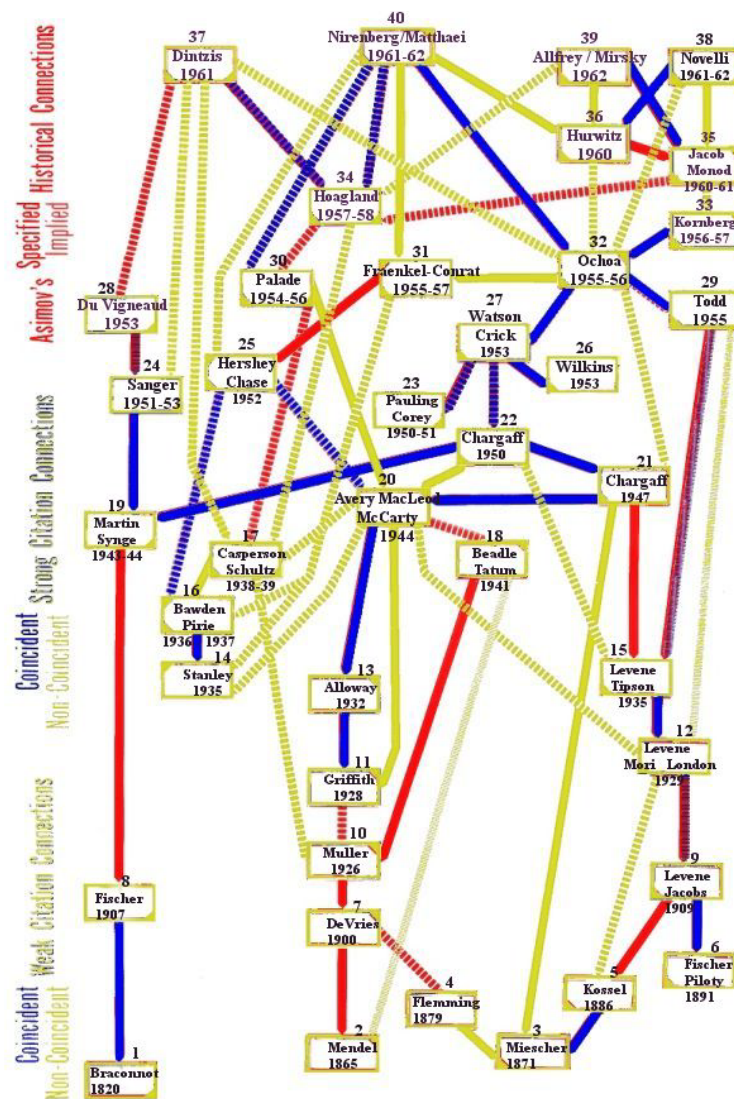 37
Dintzis
1961
40
Nirenberg/Matthaei
1961-62
39
Allfrey / Mirsky
1962
38
Novelli
1961-62
36
Hurwitz
1960
35
Jacob
Monod
1960-61
34
Hoagland
1957-58
33
Kornberg
1956-57
32
Ochoa
1955-56
31
Fraenkel-Conrat
1955-57
30
Palade
1954-56
29
Todd
1955
28
Du Vigneaud
1953
27
Watson
Crick
1953
26
Wilkins
1953
25
Hershey
Chase
1952
24
Sanger
1951-53
23
Pauling
Corey
1950-51
22
Chargaff
1950
21
Chargaff
1947
20
Avery MacLeod
McCarty
1944
19
Martin
Synge
1943-44
18
Beadle
Tatum
1941
17
Casperson
Schultz
1938-39
16
Bawden
Pirie
1936 1937
15
Levene
Tipson
1935
14
Stanley
1935
13
Alloway
1932
12
Levene
Mori London
1929
11
Griffith
1928
10
Muller
1926
9
Levene
Jacobs
1909
8
Fischer
1907
7
DeVries
1900
6
Fischer
Piloty
1891
5
Kossel
1886
4
Flemming
1879
3
Miescher
1871
2
Mendel
1865
1
Braconnot
1820
Asimov's Specified Historical Connections
Implied
Coincident Strong Citation Connections
Non-Coincident
Coincident Weak Citation Connections
Non-Coincident